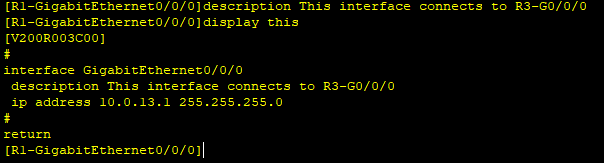 [R1-GigabitEthernet0/0/0]description This interface connects to R3-G0/0/0
[R1-GigabitEthernet0/0/0]display this
[V200R003C00]
#
interface GigabitEthernet0/0/0
 description This interface connects to R3-G0/0/0
 ip address 10.0.13.1 255.255.255.0
#
return
[R1-GigabitEthernet0/0/0]